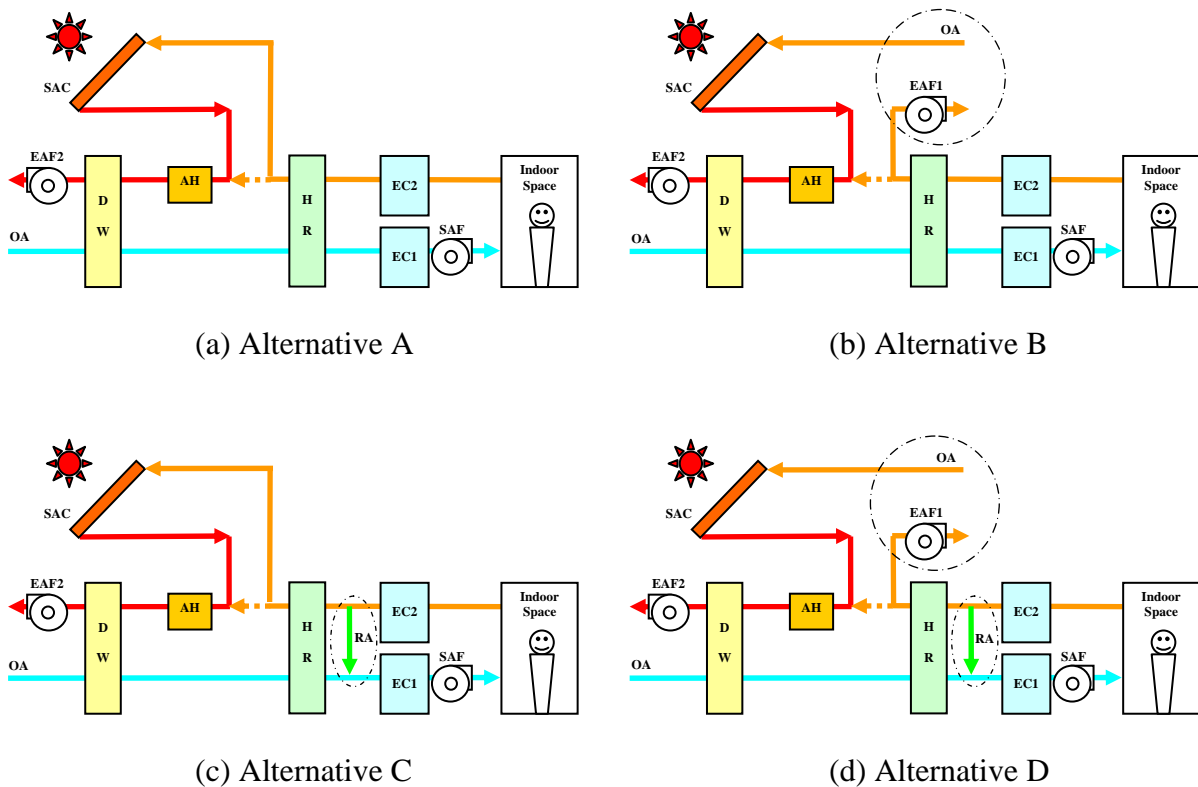 SAC
EAF2
D
W
AH
H
R
EC2
EC1
SAF
Indoor
Space
OA
(a) Alternative A
OA
SAC
EAF1
EAF2
D
W
AH
H
R
EC2
EC1
SAF
Indoor
Space
OA
(b) Alternative B
SAC
EAF2
D
W
AH
H
R
RA
EC2
EC1
SAF
Indoor
Space
OA
(c) Alternative C
OA
SAC
EAF1
EAF2
D
W
AH
H
R
RA
EC2
EC1
SAF
Indoor
Space
OA
(d) Alternative D